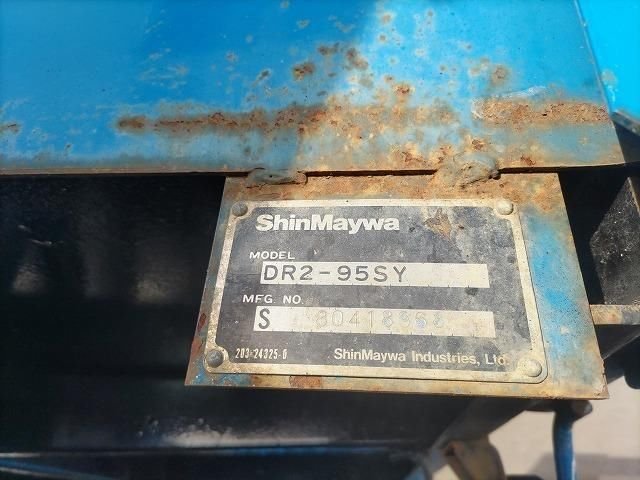 ShinMaywa
MODEL
DR2-95SY
MFG. NO.
S
203-24325-0 ShinMaywa Industries, Ltd.